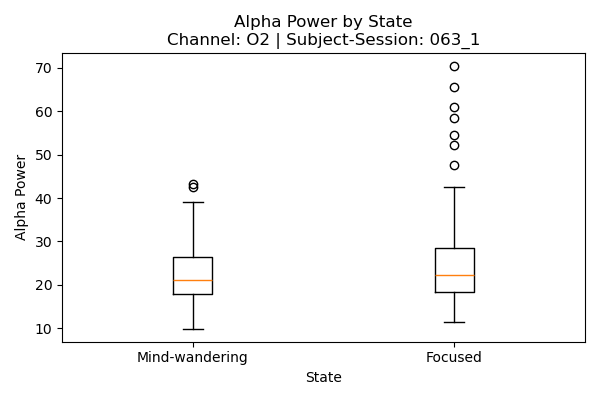 Alpha Power by State
Channel: O2 | Subject-Session: 063_1
70
60
50
40
30
20
10
Alpha Power
Mind-wandering
Focused
State